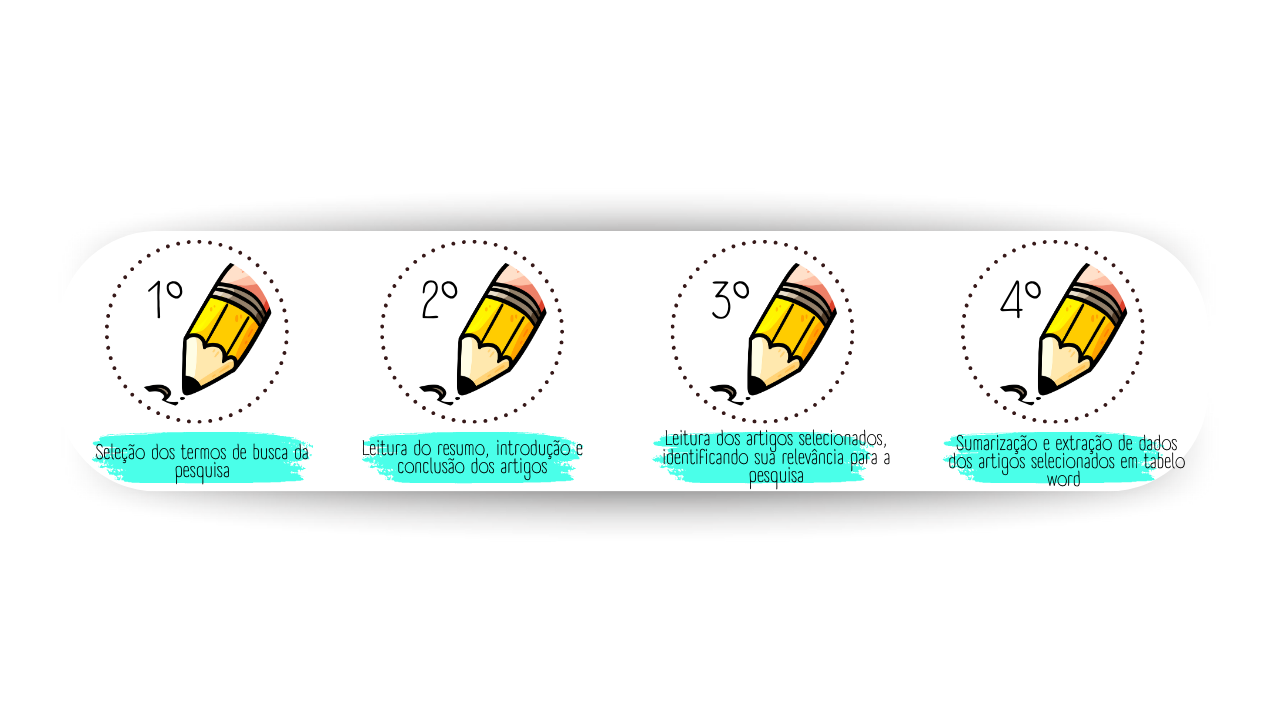 1º
Seleção dos termos de busca da
pesquisa
2º
Leitura do resumo, introdução e
conclusão dos artigos
3º
Leitura dos artigos selecionados,
identificando sua relevância para a
pesquisa
4º
Sumarização e extração de dados
dos artigos selecionados em tabelo
word